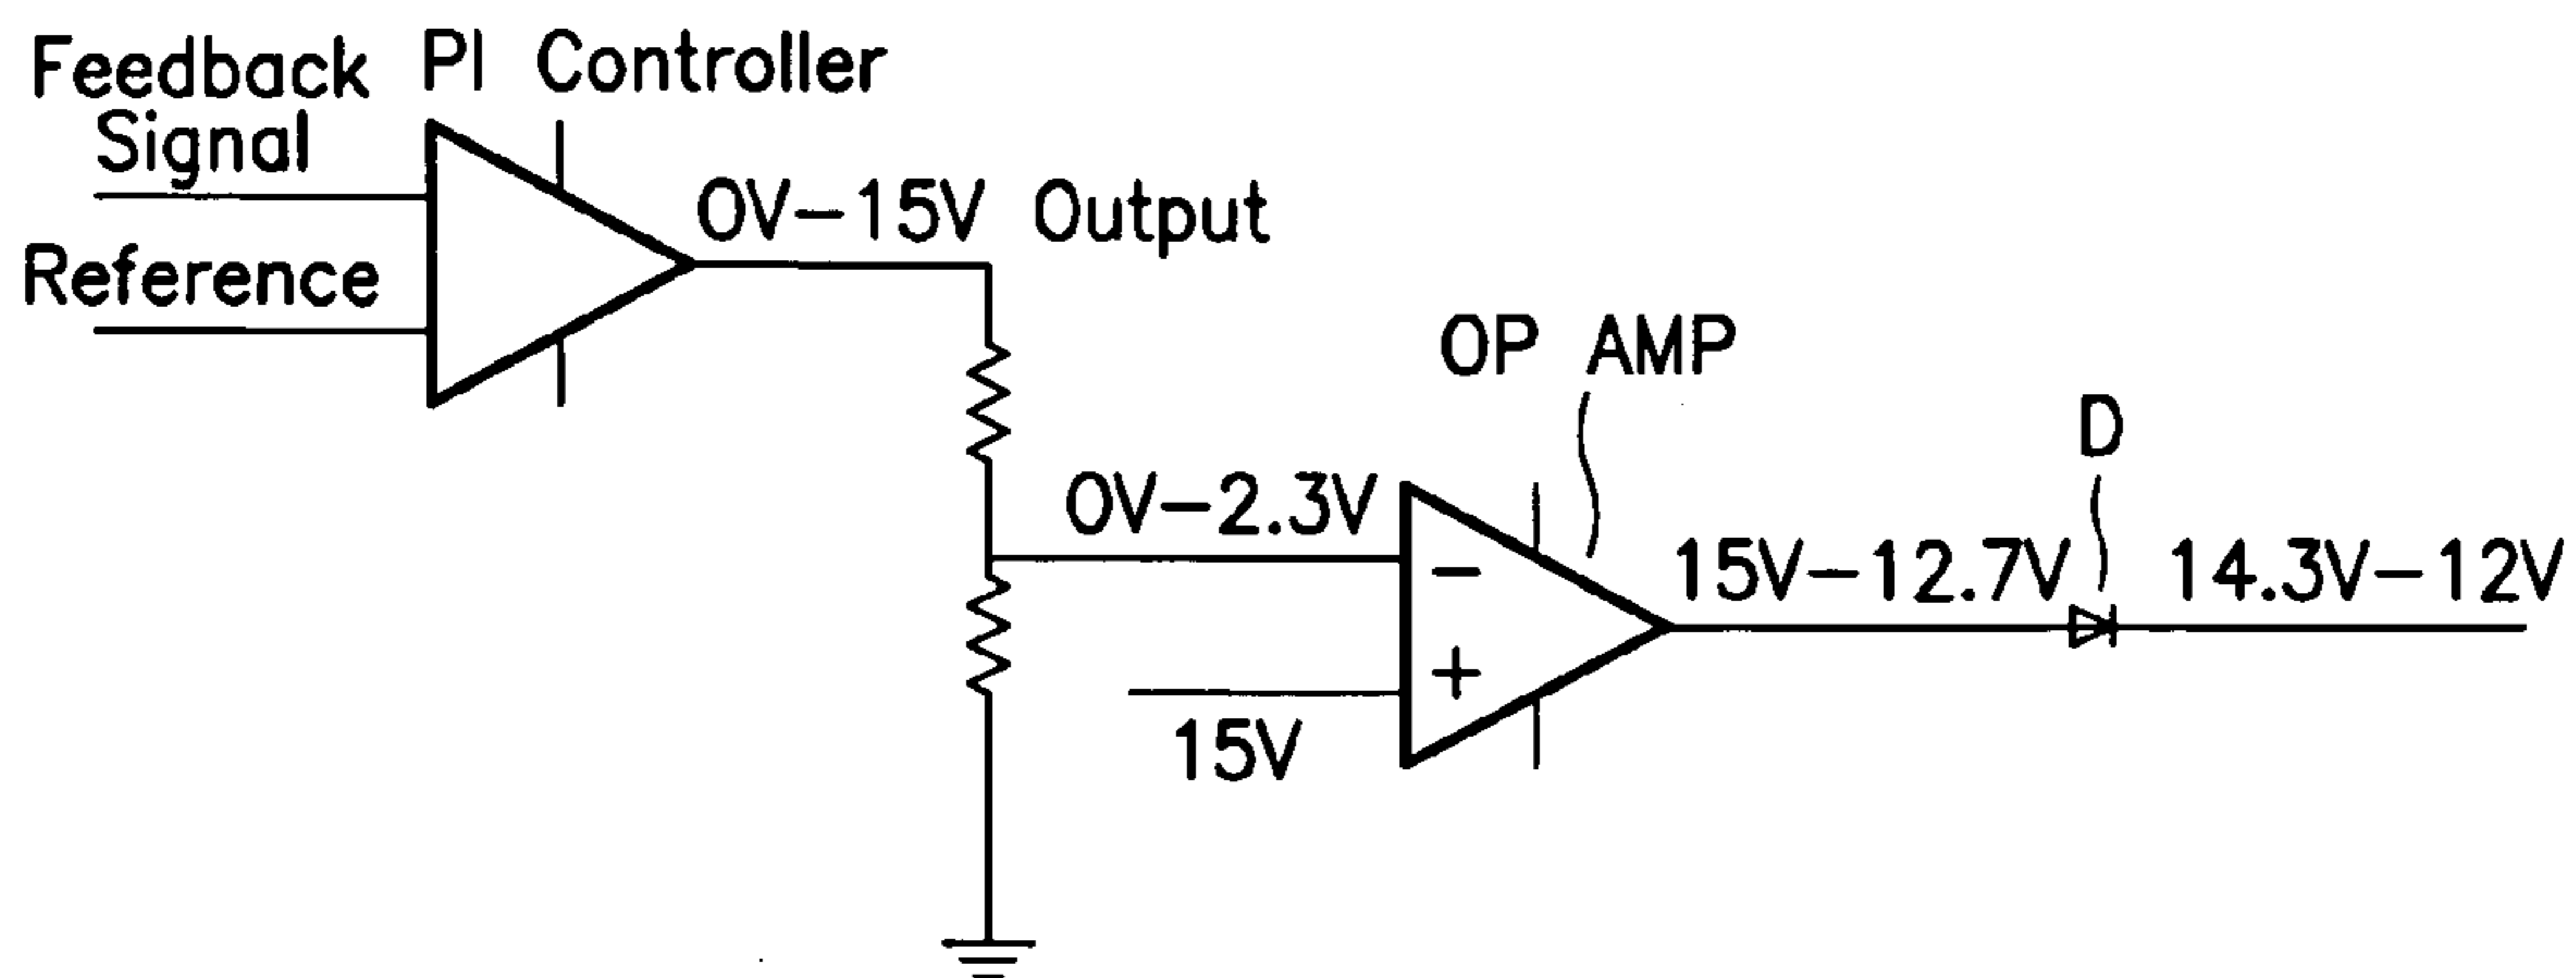 Feedback
Signal
PI Controller
Reference
0V-15V Output
OP AMP
D
0V-2.3V
15V-12.7V
14.3V-12V
-
+
15V